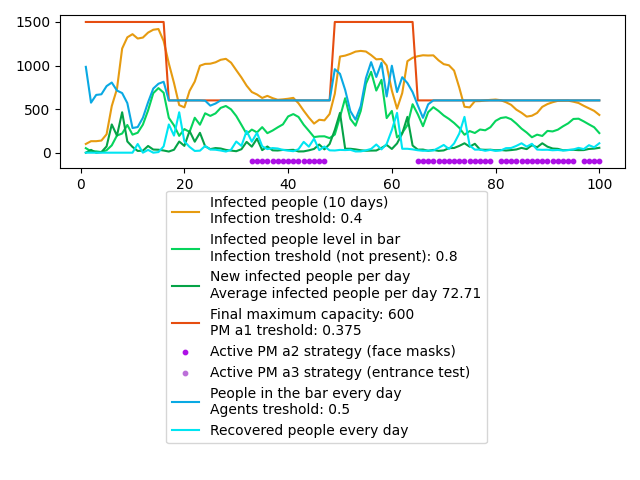 1500
1000
500
0
0
20
40
60
80
100
Infected people (10 days)
Infection treshold: 0.4
Infected people level in bar
Infection treshold (not present): 0.8
New infected people per day
Average infected people per day 72.71
Final maximum capacity: 600
PM a1 treshold: 0.375
Active PM a2 strategy (face masks)
Active PM a3 strategy (entrance test)
People in the bar every day
Agents treshold: 0.5
Recovered people every day